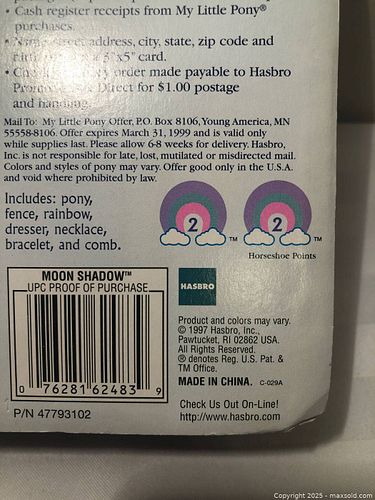 • Cash register receipts from My Little Pony®
purchases.
address, city, state, zip code and
3"x5" card.
order made payable to Hasbro
Direct for $1.00 postage
and handling.
Mail To: My Little Pony Offer, P.O. Box 8106, Young America, MN
55558-8106. Offer expires March 31, 1999 and is valid only
while supplies last. Please allow 6-8 weeks for delivery. Hasbro,
Inc. is not responsible for late, lost, mutilated or misdirected mail.
Colors and styles of pony may vary. Offer good only in the U.S.A.
and void where prohibited by law.
Includes: pony,
fence, rainbow,
dresser, necklace,
bracelet, and comb.
2 ™ 2 ™
Horseshoe Points
MOON SHADOW™
UPC PROOF OF PURCHASE
0 76281 62483 9
P/N 47793102
HASBRO
Product and colors may vary.
© 1997 Hasbro, Inc.,
Pawtucket, RI 02862 USA.
All Rights Reserved.
® denotes Reg. U.S. Pat. &
TM Office.
MADE IN CHINA. C-029A
Check Us Out On-Line!
http://www.hasbro.com
Copyright 2025 - maxsold.com